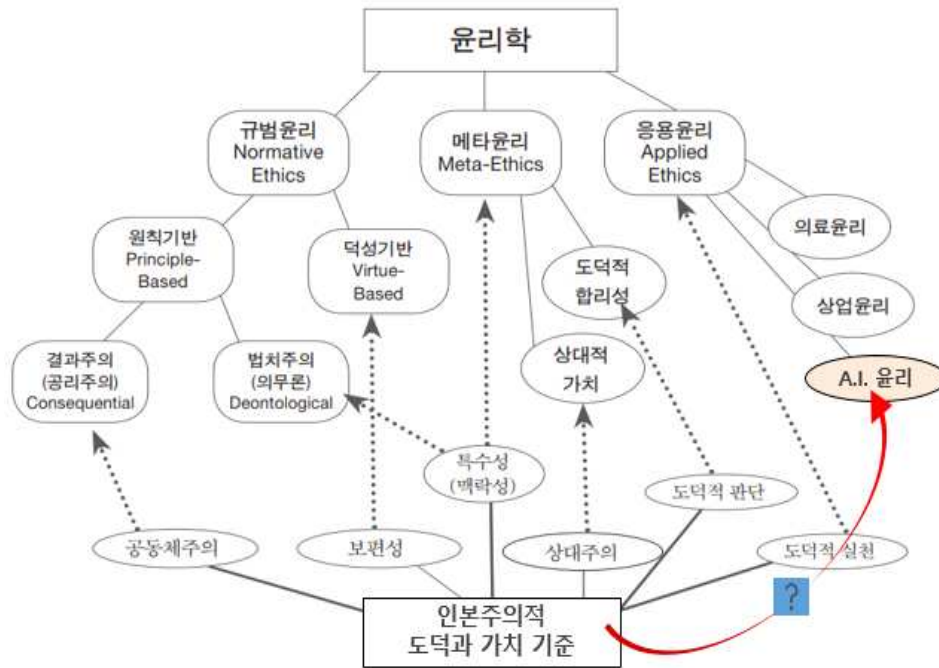 윤리학
규범윤리
Normative
Ethics
메타윤리
Meta-Ethics
응용윤리
Applied
Ethics
원칙기반
Principle-
Based
덕성기반
Virtue-
Based
도덕적
합리성
의료윤리
상업윤리
결과주의
(공리주의)
Consequential
법치주의
(의무론)
Deontological
상대적
가치
A.I. 윤리
특수성
(맥락성)
도덕적 판단
공동체주의
보편성
상대주의
도덕적 실천
?
인본주의적
도덕과 가치 기준